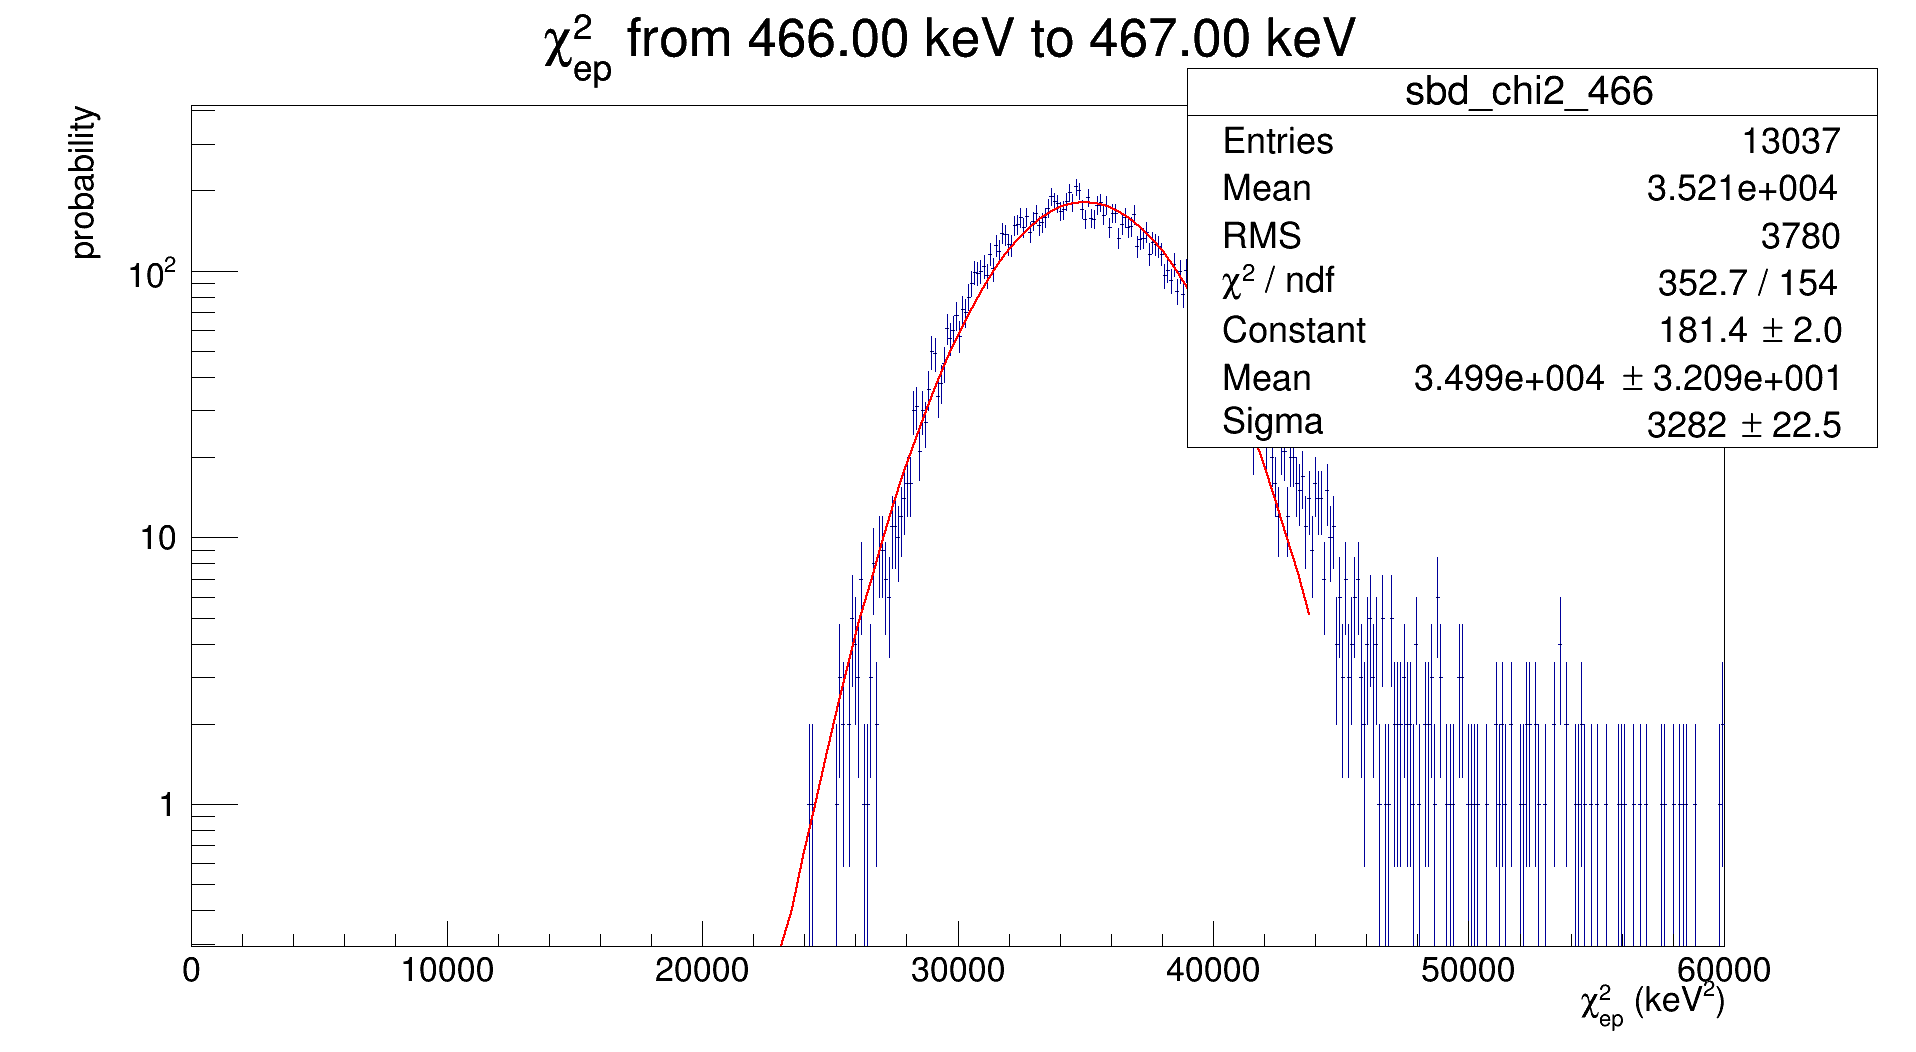 χ²ep from 466.00 keV to 467.00 keV
probability
sbd_chi2_466
Entries 13037
Mean 3.521e+004
RMS 3780
χ² / ndf 352.7 / 154
Constant 181.4 ± 2.0
Mean 3.499e+004 ± 3.209e+001
Sigma 3282 ± 22.5
10²
10
1
0 10000 20000 30000 40000 50000 60000
χ²ep (keV²)